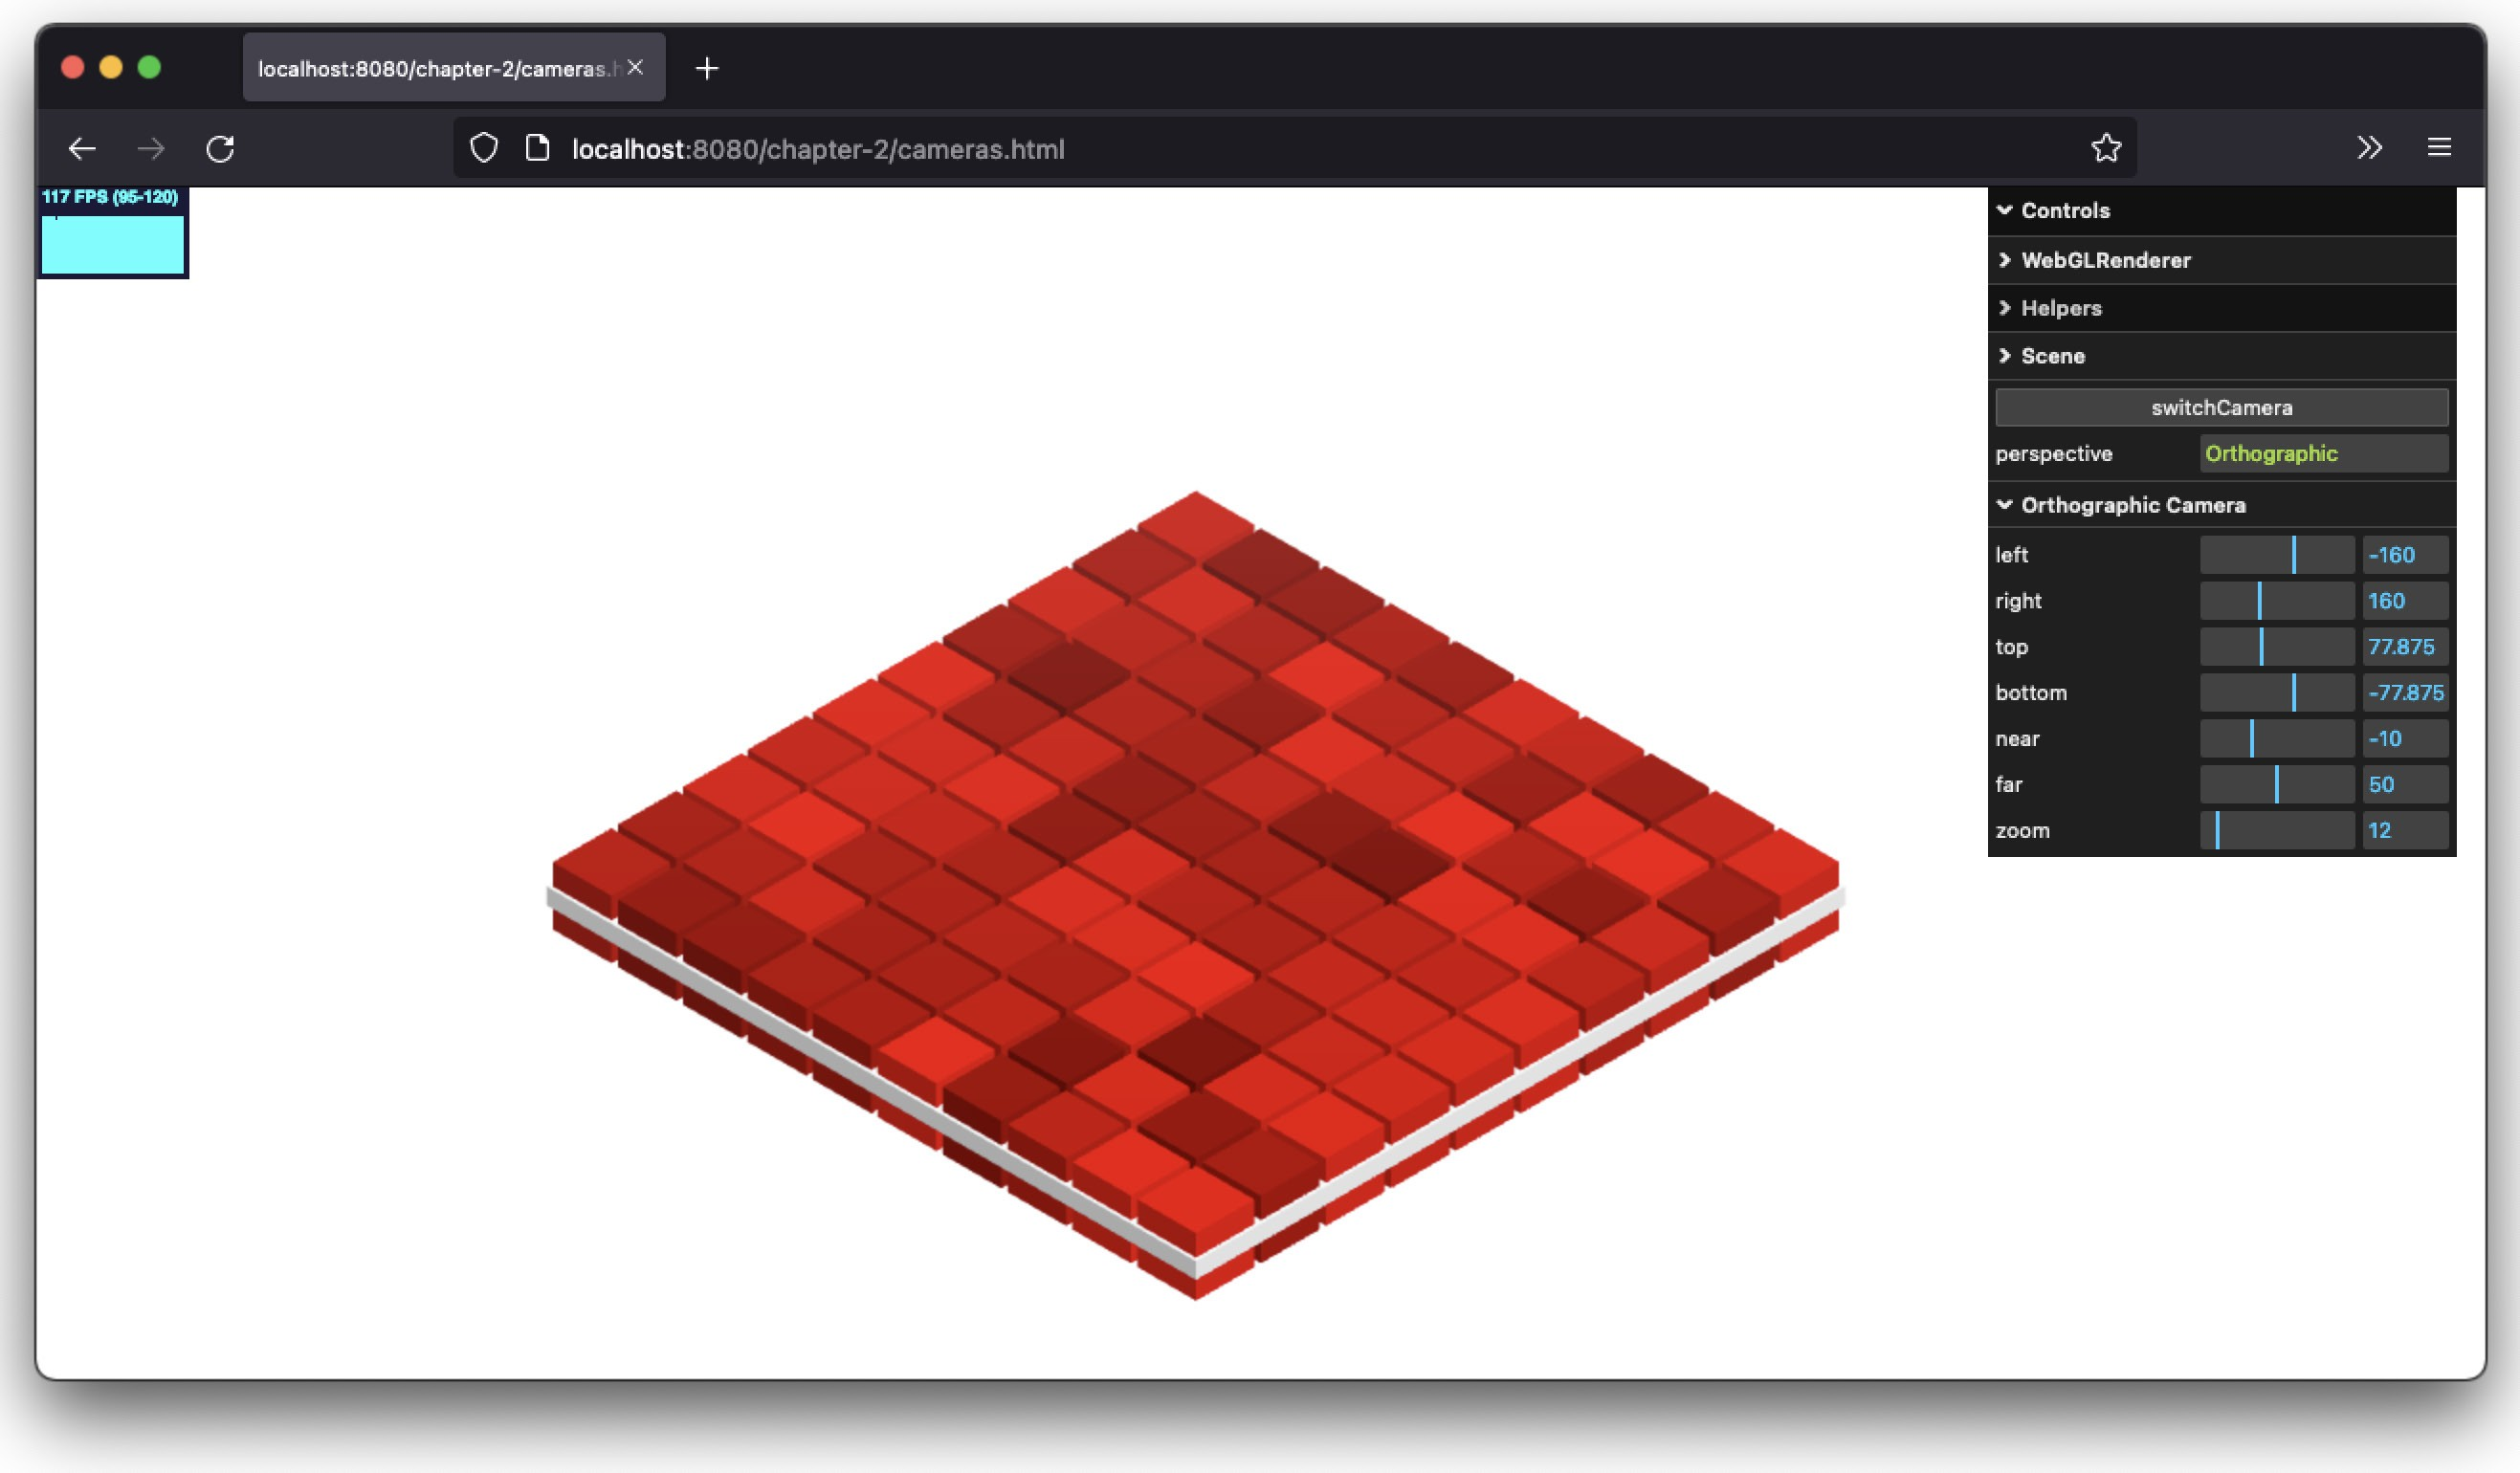 localhost:8080/chapter-2/cameras.h
localhost:8080/chapter-2/cameras.html
117 FPS (95-120)
Controls
WebGLRenderer
Helpers
Scene
switchCamera
perspective Orthographic
Orthographic Camera
left -160
right 160
top 77.875
bottom -77.875
near -10
far 50
zoom 12